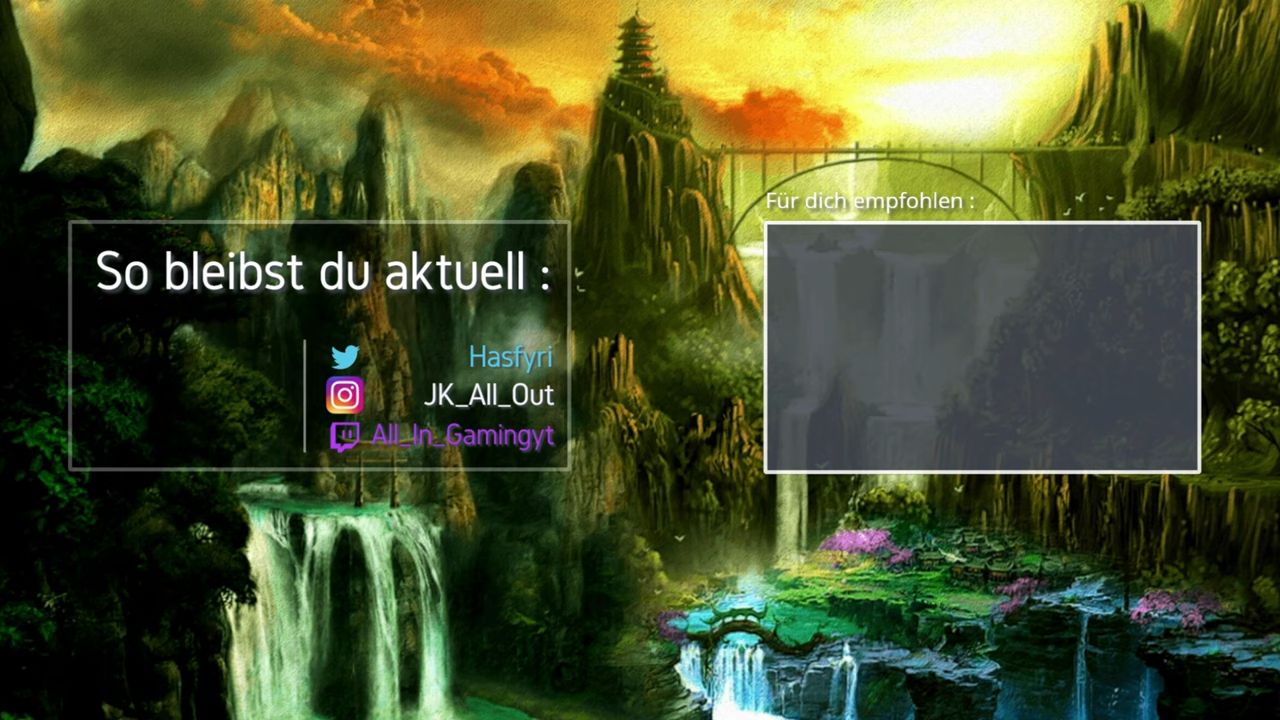 So bleibst du aktuell :
Hasfyri
JK_All_Out
All_In_Gamingyt
Für dich empfohlen :